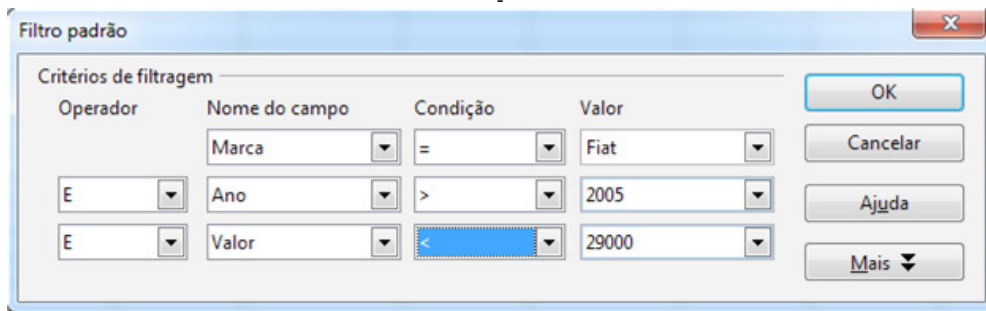 Filtro padrão
Critérios de filtragem
Operador Nome do campo Condição Valor
Marca = Fiat
E Ano > 2005
E Valor < 29000
OK
Cancelar
Ajuda
Mais